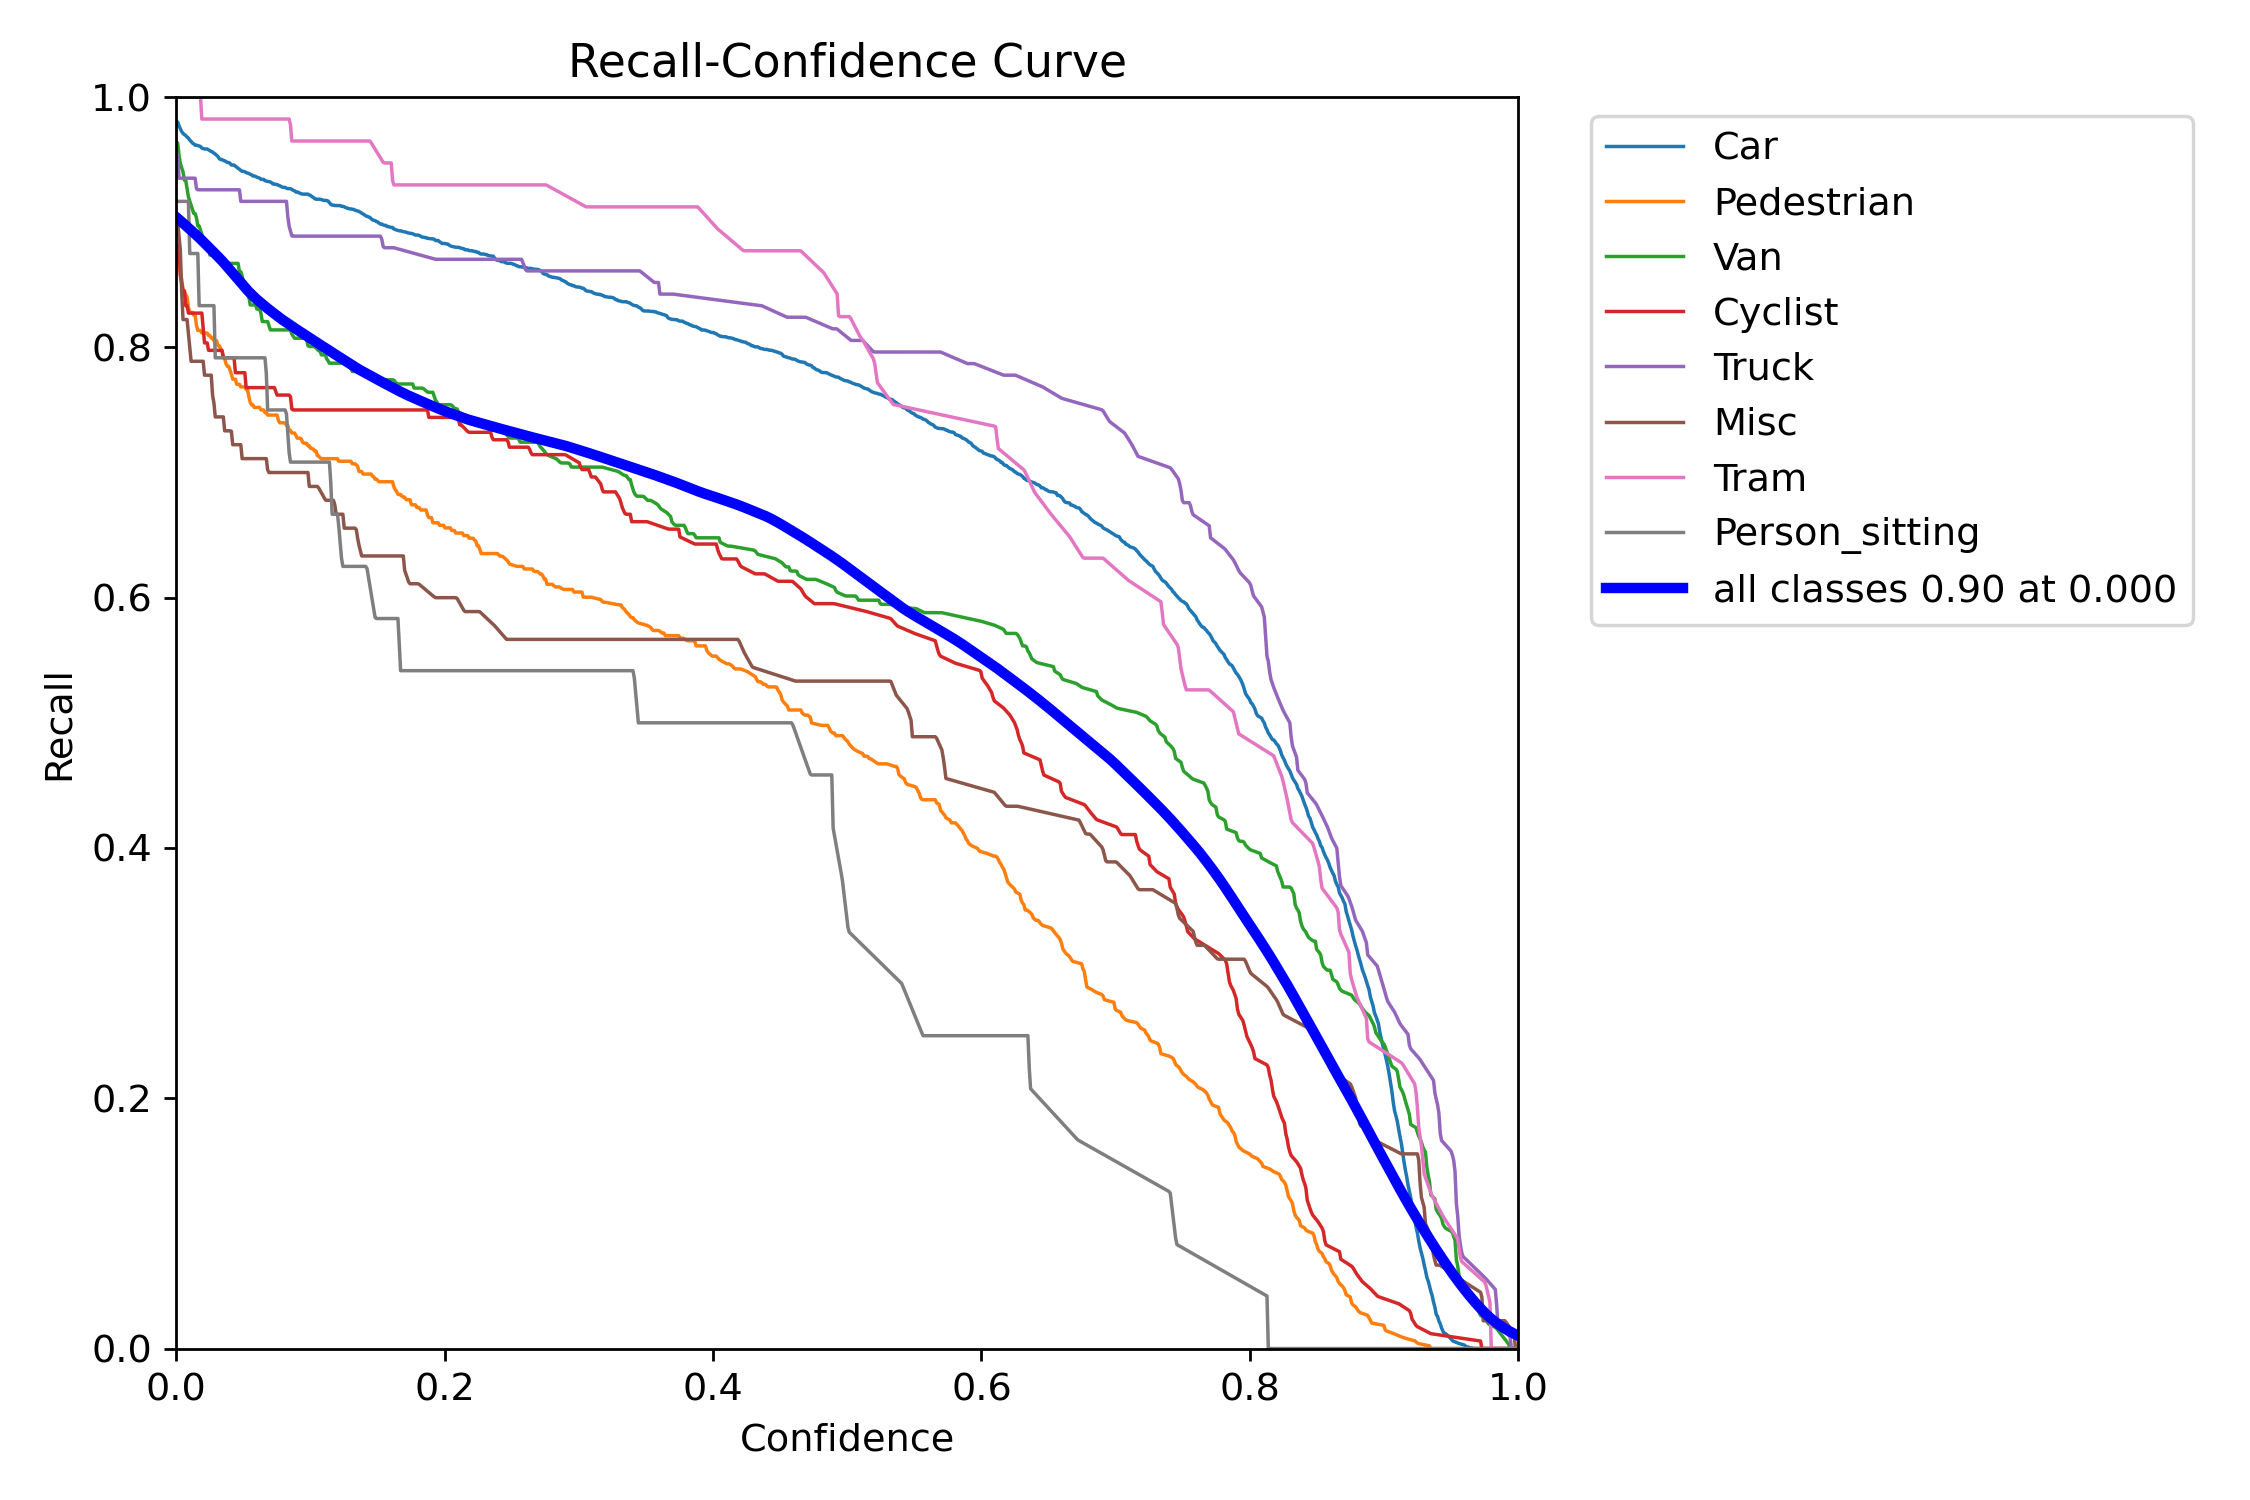 Recall-Confidence Curve
1.0
0.8
0.6
0.4
0.2
0.0
Recall
0.0 0.2 0.4 0.6 0.8 1.0
Confidence
Car
Pedestrian
Van
Cyclist
Truck
Misc
Tram
Person_sitting
all classes 0.90 at 0.000